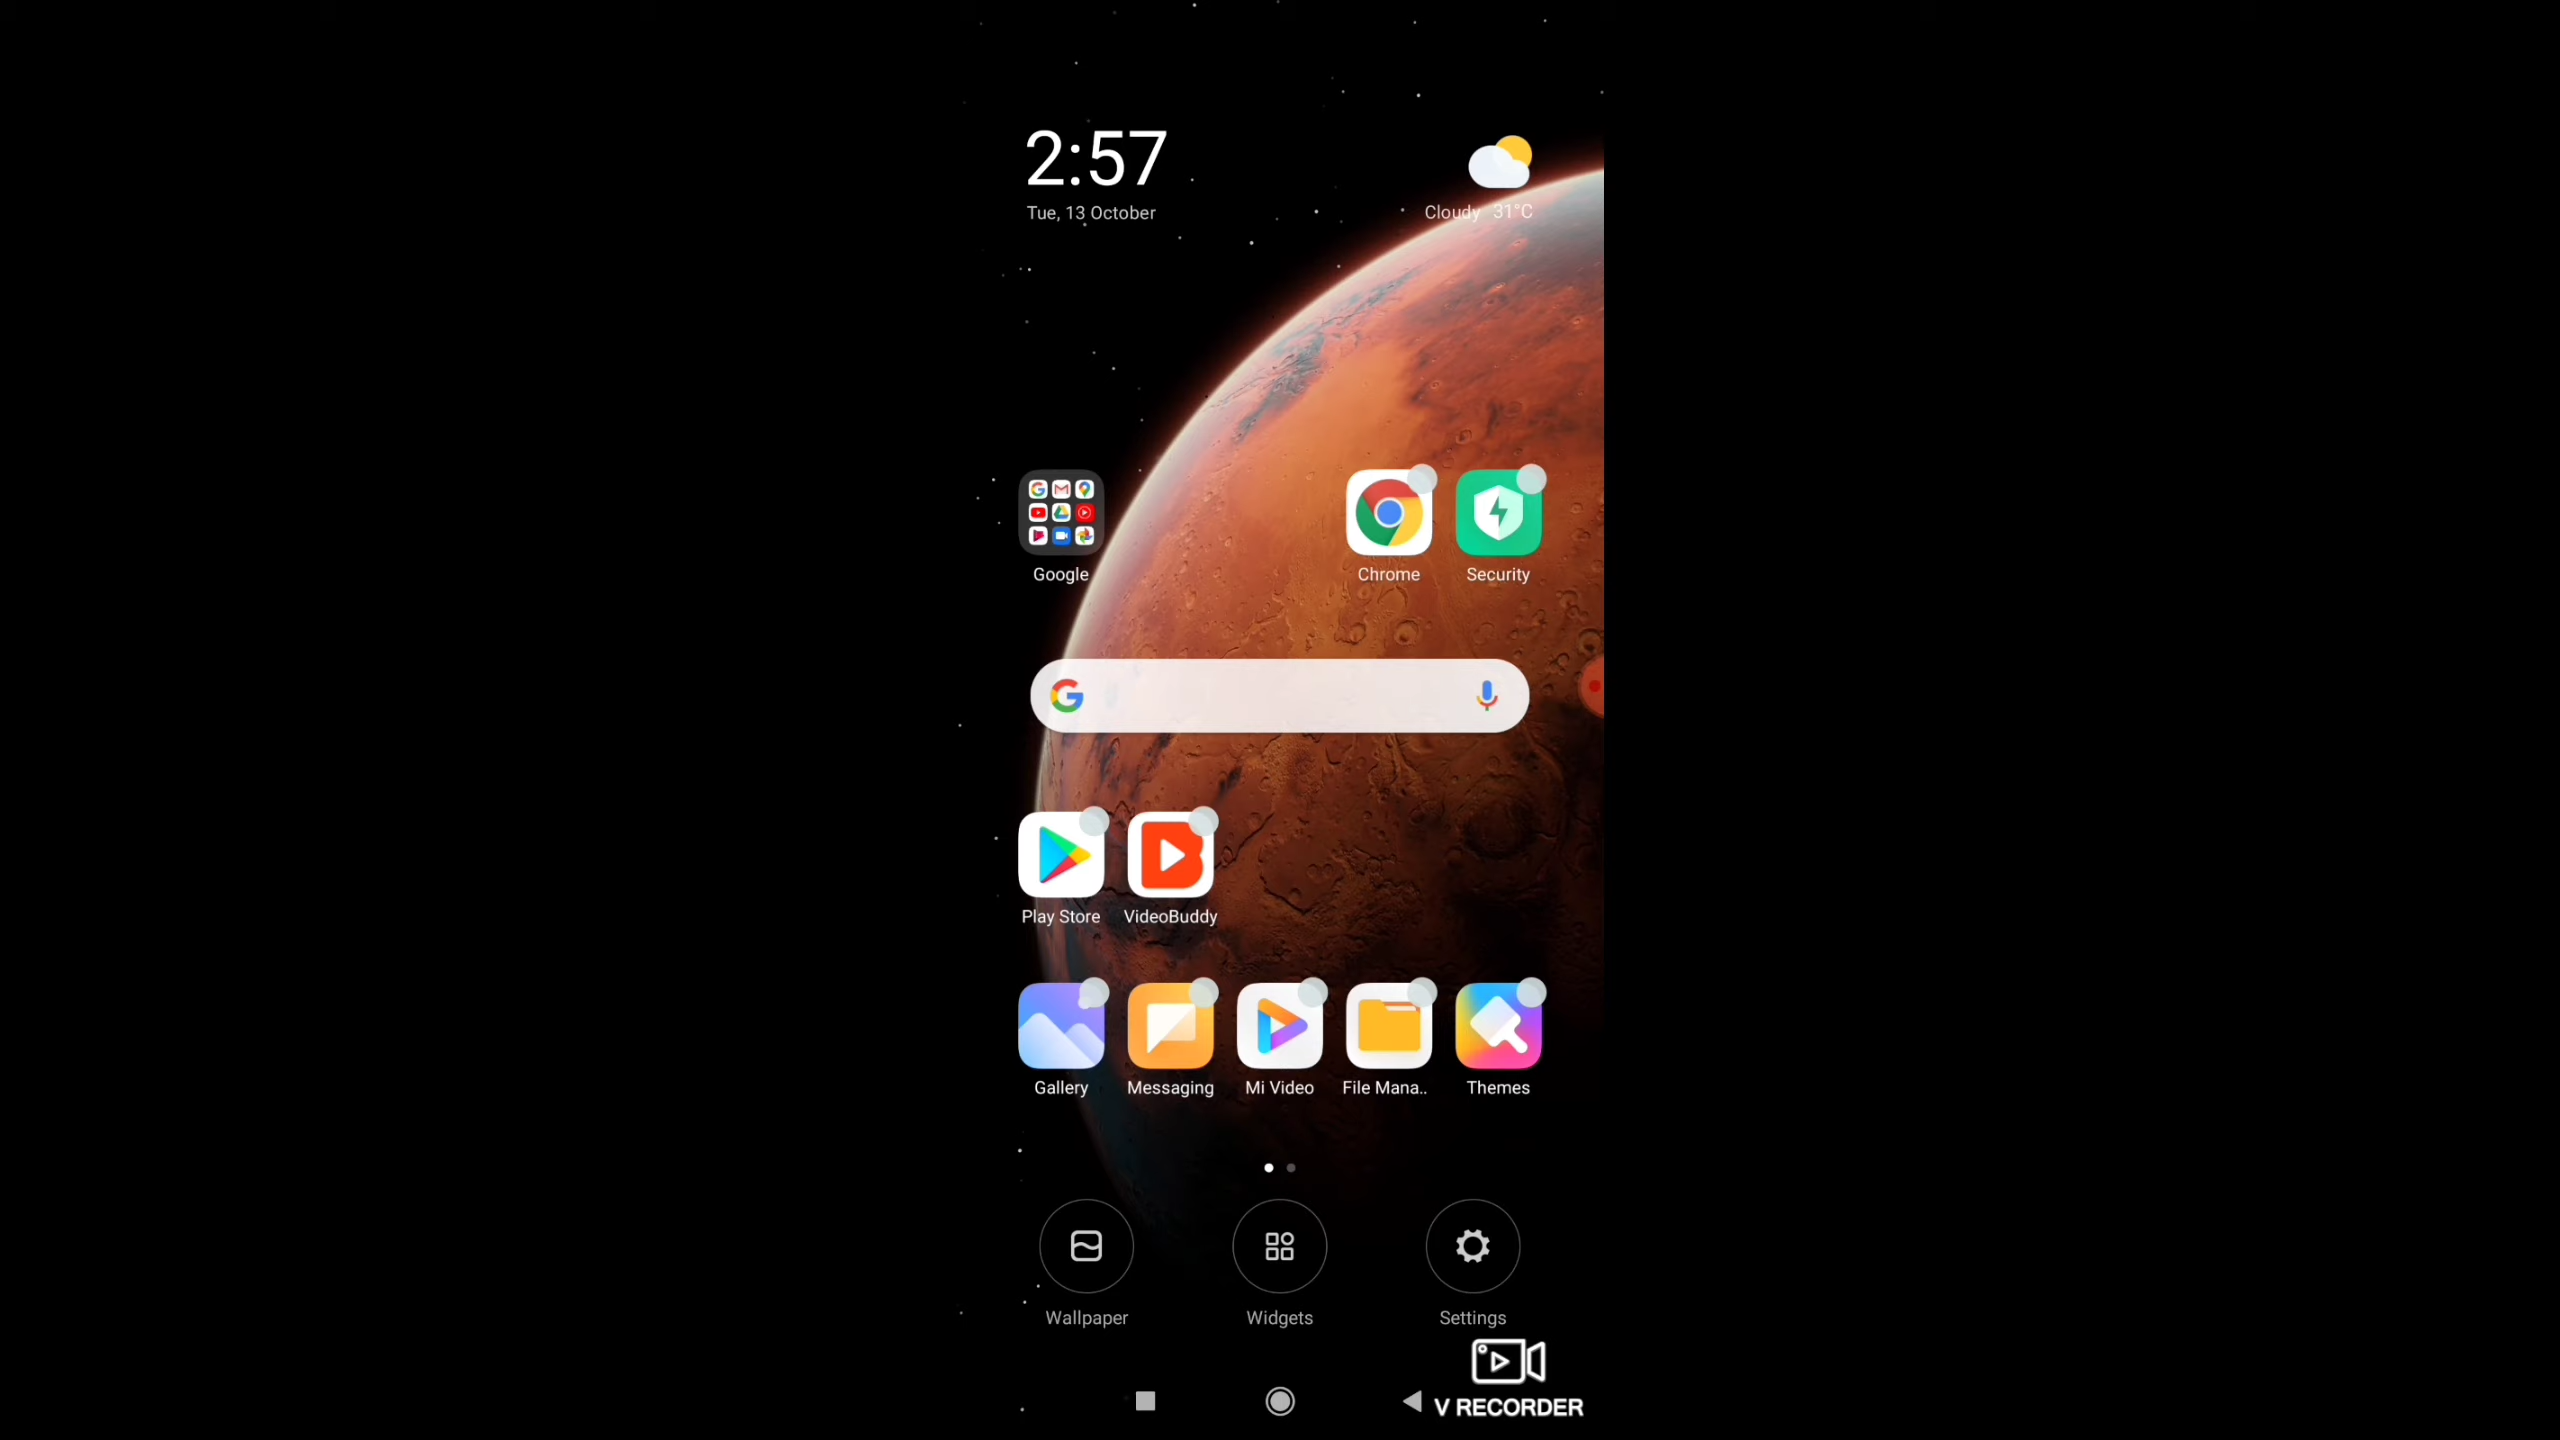 2:57
Tue, 13 October
Cloudy 31°C
Google
Chrome
Security
Play Store
VideoBuddy
Gallery
Messaging
Mi Video
File Mana..
Themes
Wallpaper
Widgets
Settings
V RECORDER